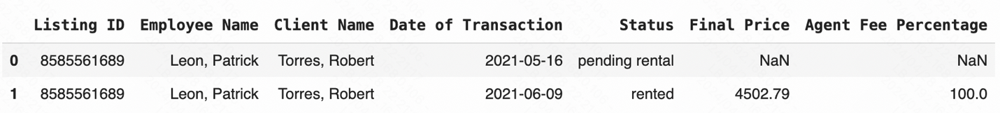 Listing ID Employee Name Client Name Date of Transaction Status Final Price Agent Fee Percentage
0 8585561689 Leon, Patrick Torres, Robert 2021-05-16 pending rental NaN NaN
1 8585561689 Leon, Patrick Torres, Robert 2021-06-09 rented 4502.79 100.0